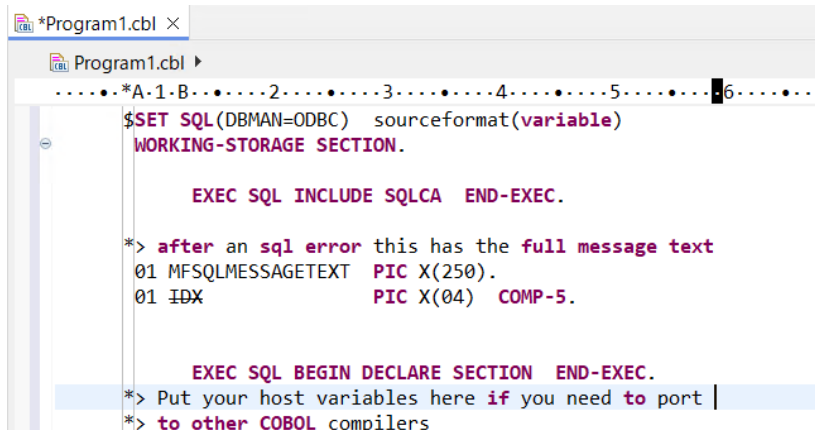 *Program1.cbl ×
Program1.cbl
····•·*A·1·B··•····2····•····3····•····4····•····5····•····6····•··
$SET SQL(DBMAN=ODBC)  sourceformat(variable)
WORKING-STORAGE SECTION.
EXEC SQL INCLUDE SQLCA  END-EXEC.
*> after an sql error this has the full message text
01 MFSQLMESSAGETEXT  PIC X(250).
01 IDX               PIC X(04)  COMP-5.
EXEC SQL BEGIN DECLARE SECTION  END-EXEC.
*> Put your host variables here if you need to port
*> to other COBOL compilers